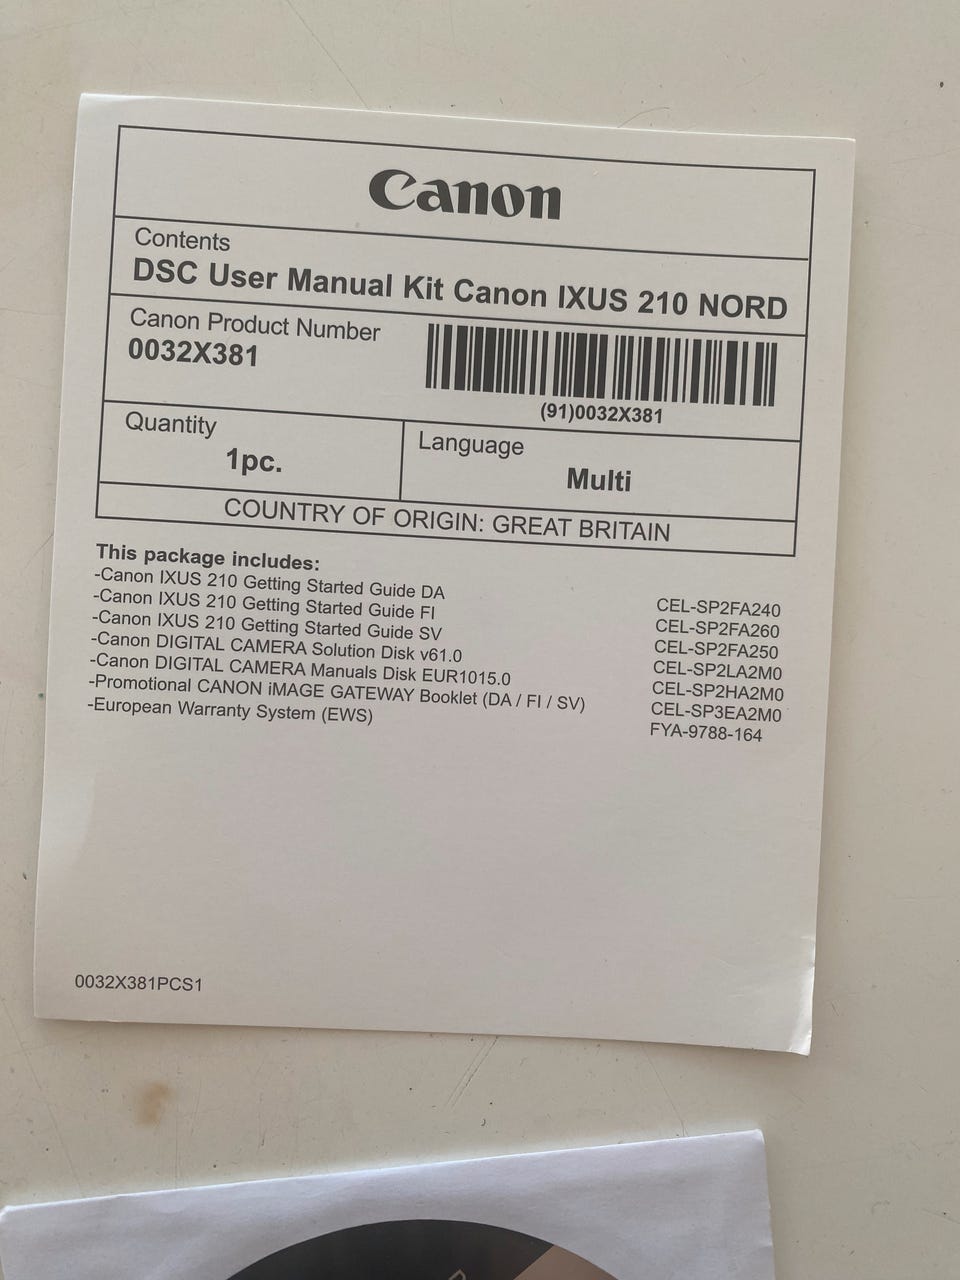 Canon
Contents
DSC User Manual Kit Canon IXUS 210 NORD
Canon Product Number
0032X381
(91)0032X381
Quantity
1pc.
Language
Multi
COUNTRY OF ORIGIN: GREAT BRITAIN
This package includes:
-Canon IXUS 210 Getting Started Guide DA CEL-SP2FA240
-Canon IXUS 210 Getting Started Guide FI CEL-SP2FA260
-Canon IXUS 210 Getting Started Guide SV CEL-SP2FA250
-Canon DIGITAL CAMERA Solution Disk v61.0 CEL-SP2LA2M0
-Canon DIGITAL CAMERA Manuals Disk EUR1015.0 CEL-SP2HA2M0
-Promotional CANON iMAGE GATEWAY Booklet (DA / FI / SV) CEL-SP3EA2M0
-European Warranty System (EWS) FYA-9788-164
0032X381PCS1